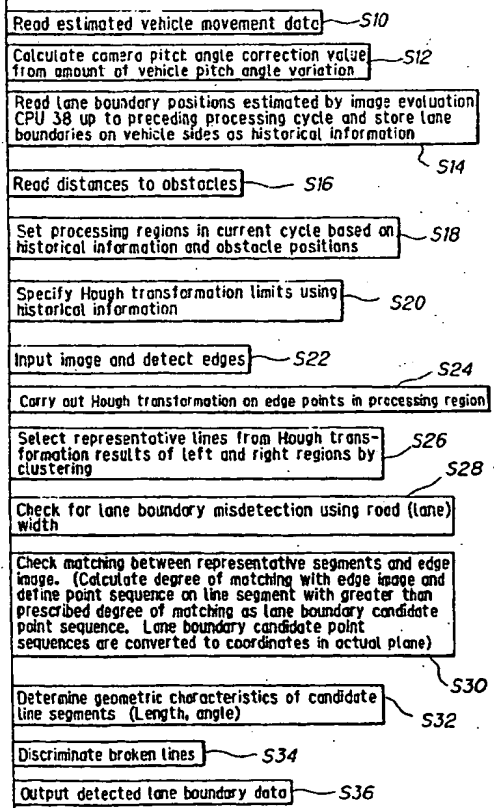 Read estimated vehicle movement data S10
Calculate camera pitch angle correction value
from amount of vehicle pitch angle variation S12
Read lane boundary positions estimated by image evaluation
CPU 38 up to preceding processing cycle and store lane
boundaries on vehicle sides as historical information
S14
Read distances to obstacles S16
Set processing regions in current cycle based on
historical information and obstacle positions S18
Specify Hough transformation limits using
historical information S20
Input image and detect edges S22
S24
Carry out Hough transformation on edge points in processing region
Select representative lines from Hough trans-
formation results of left and right regions by
clustering S26
S28
Check for lane boundary misdetection using road (lane)
width
Check matching between representative segments and edge
image. (Calculate degree of matching with edge image and
define point sequence on line segment with greater than
prescribed degree of matching as lane boundary candidate
point sequence. Lane boundary candidate point
sequences are converted to coordinates in actual plane)
S30
Determine geometric characteristics of candidate
line segments (Length, angle) S32
Discriminate broken lines S34
Output detected lane boundary data S36